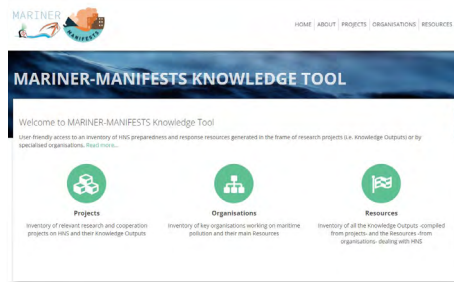 MARINER
MANIFESTS
HOME ABOUT PROJECTS ORGANISATIONS RESOURCES
MARINER-MANIFESTS KNOWLEDGE TOOL
Welcome to MARINER-MANIFESTS Knowledge Tool
User-friendly access to an inventory of HNS preparedness and response resources generated in the frame of research projects (i.e. Knowledge Outputs) or by
specialised organisations. Read more...
Projects
Inventory of relevant research and cooperation
projects on HNS and their Knowledge Outputs
Organisations
Inventory of key organisations working on maritime
pollution and their main Resources
Resources
Inventory of all the Knowledge Outputs -compiled
from projects- and the Resources -from
organisations- dealing with HNS